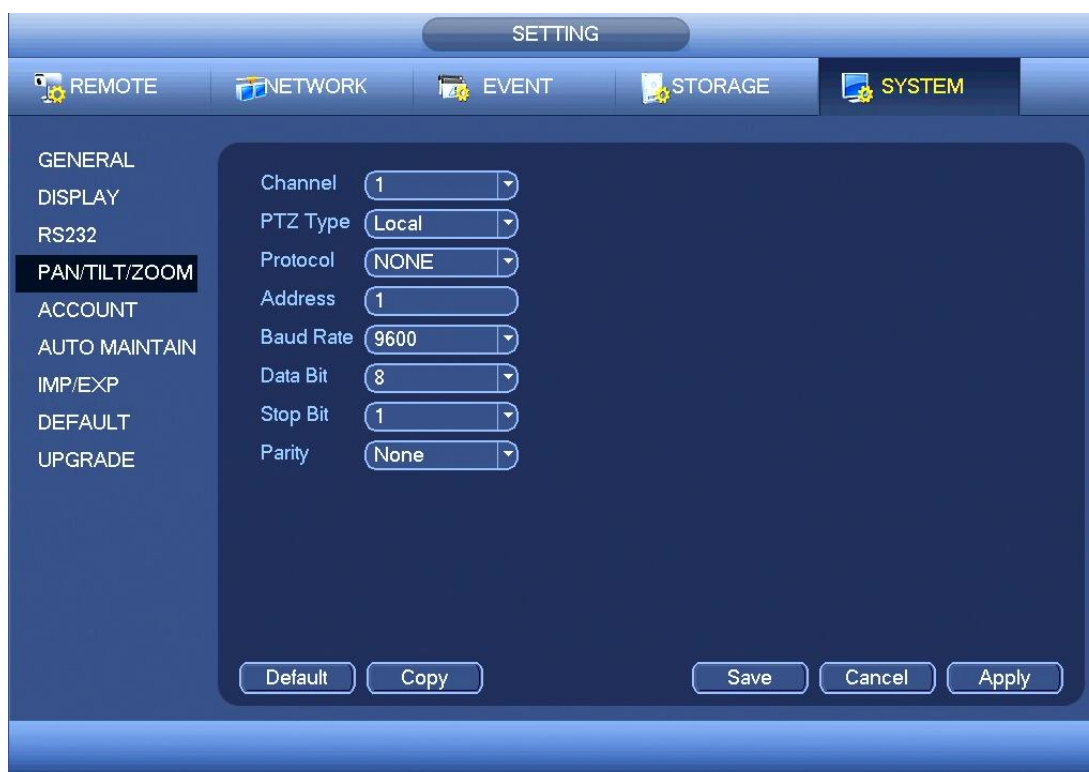 SETTING
REMOTE NETWORK EVENT STORAGE SYSTEM
GENERAL
DISPLAY
RS232
PAN/TILT/ZOOM
ACCOUNT
AUTO MAINTAIN
IMP/EXP
DEFAULT
UPGRADE
Channel 1
PTZ Type Local
Protocol NONE
Address 1
Baud Rate 9600
Data Bit 8
Stop Bit 1
Parity None
Default Copy Save Cancel Apply